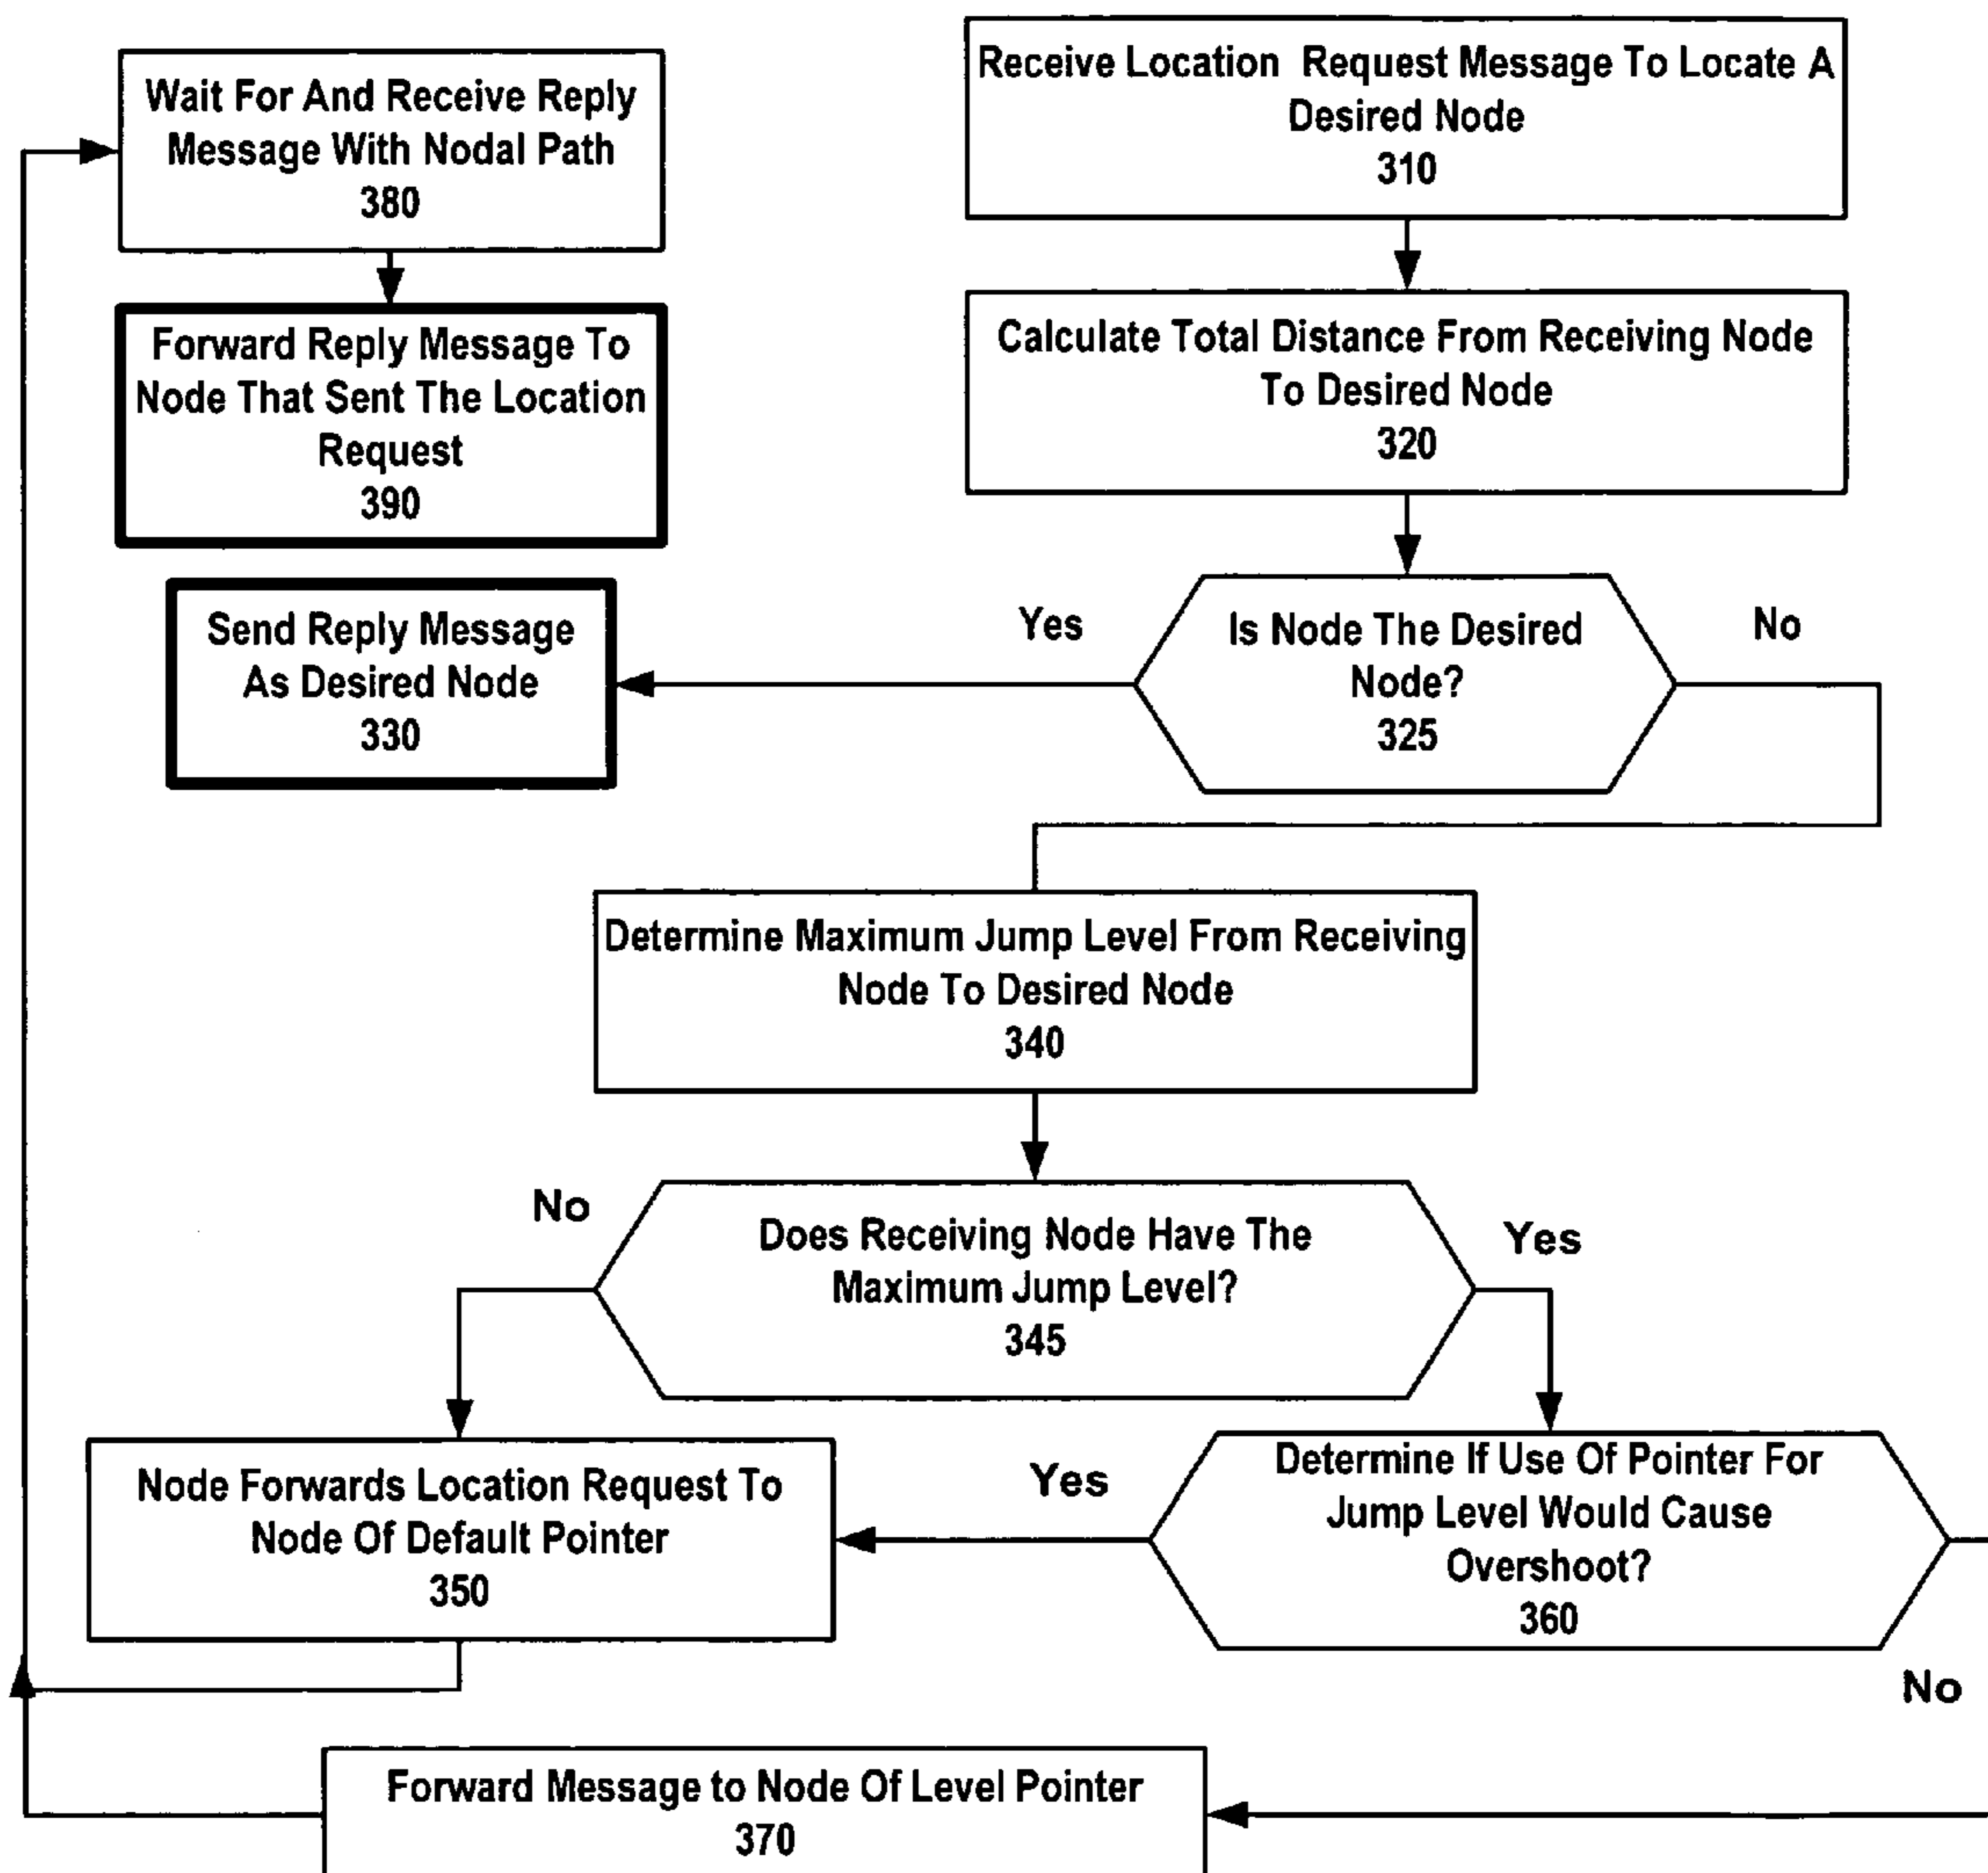 Wait For And Receive Reply
Message With Nodal Path
380
Forward Reply Message To
Node That Sent The Location
Request
390
Send Reply Message
As Desired Node
330
Receive Location Request Message To Locate A
Desired Node
310
Calculate Total Distance From Receiving Node
To Desired Node
320
Yes
Is Node The Desired
Node?
325
No
Determine Maximum Jump Level From Receiving
Node To Desired Node
340
No
Does Receiving Node Have The
Maximum Jump Level?
345
Yes
Node Forwards Location Request To
Node Of Default Pointer
350
Yes
Determine If Use Of Pointer For
Jump Level Would Cause
Overshoot?
360
No
Forward Message to Node Of Level Pointer
370